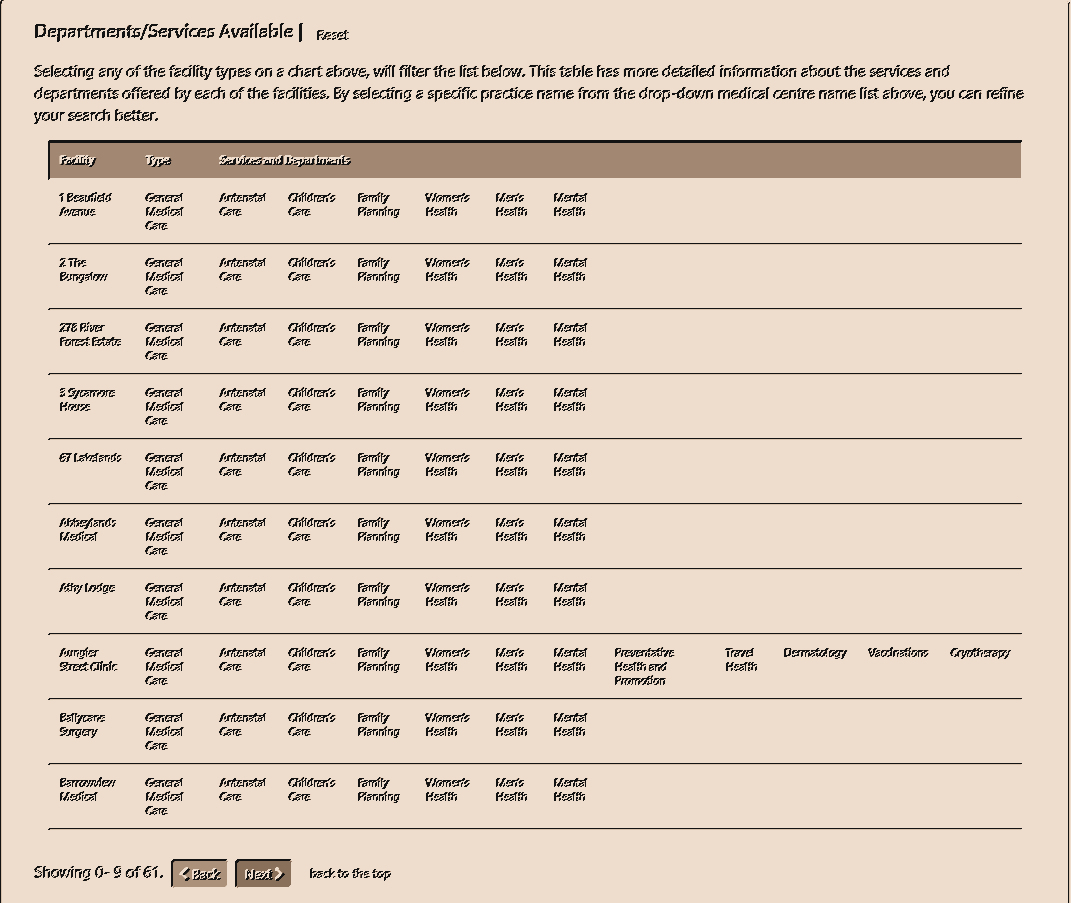 Departments/Services Available | Reset
Selecting any of the facility types on a chart above, will filter the list below. This table has more detailed information about the services and
departments offered by each of the facilities. By selecting a specific practice name from the drop-down medical centre name list above, you can refine
your search better.
Facility Type Services and Departments
1 Beaufield General Antenatal Children's Family Women's Men's Mental
Avenue Medical Care Care Planning Health Health Health
Care
2 The General Antenatal Children's Family Women's Men's Mental
Bungalow Medical Care Care Planning Health Health Health
Care
278 River General Antenatal Children's Family Women's Men's Mental
Forest Estate Medical Care Care Planning Health Health Health
Care
3 Sycamore General Antenatal Children's Family Women's Men's Mental
House Medical Care Care Planning Health Health Health
Care
67 Lakelands General Antenatal Children's Family Women's Men's Mental
Medical Care Care Planning Health Health Health
Care
Abbeylands General Antenatal Children's Family Women's Men's Mental
Medical Medical Care Care Planning Health Health Health
Care
Athy Lodge General Antenatal Children's Family Women's Men's Mental
Medical Care Care Planning Health Health Health
Care
Aungier General Antenatal Children's Family Women's Men's Mental Preventative Travel Dermatology Vaccinations Cryotherapy
Street Clinic Medical Care Care Planning Health Health Health Health and Health
Care Promotion
Ballycane General Antenatal Children's Family Women's Men's Mental
Surgery Medical Care Care Planning Health Health Health
Care
Barrowview General Antenatal Children's Family Women's Men's Mental
Medical Medical Care Care Planning Health Health Health
Care
Showing 0- 9 of 61. Back Next back to the top